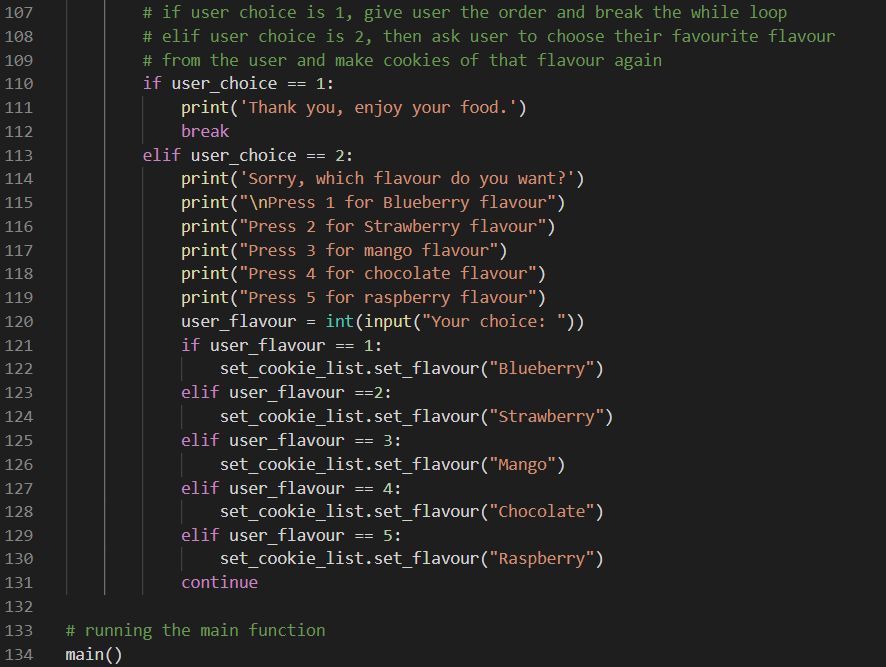 107 # if user choice is 1, give user the order and break the while loop
108 # elif user choice is 2, then ask user to choose their favourite flavour
109 # from the user and make cookies of that flavour again
110 if user_choice == 1:
111 print('Thank you, enjoy your food.')
112 break
113 elif user_choice == 2:
114 print('Sorry, which flavour do you want?')
115 print("\nPress 1 for Blueberry flavour")
116 print("Press 2 for Strawberry flavour")
117 print("Press 3 for mango flavour")
118 print("Press 4 for chocolate flavour")
119 print("Press 5 for raspberry flavour")
120 user_flavour = int(input("Your choice: "))
121 if user_flavour == 1:
122 set_cookie_list.set_flavour("Blueberry")
123 elif user_flavour ==2:
124 set_cookie_list.set_flavour("Strawberry")
125 elif user_flavour == 3:
126 set_cookie_list.set_flavour("Mango")
127 elif user_flavour == 4:
128 set_cookie_list.set_flavour("Chocolate")
129 elif user_flavour == 5:
130 set_cookie_list.set_flavour("Raspberry")
131 continue
132
133 # running the main function
134 main()